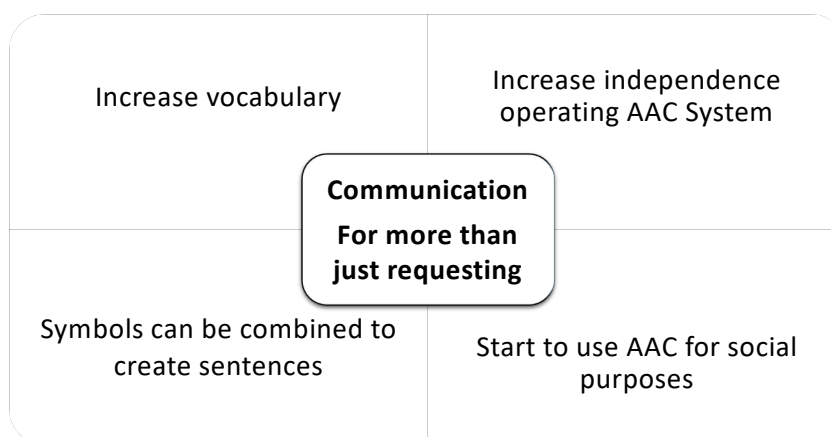 Increase vocabulary
Increase independence
operating AAC System
Communication
For more than
just requesting
Symbols can be combined to
create sentences
Start to use AAC for social
purposes